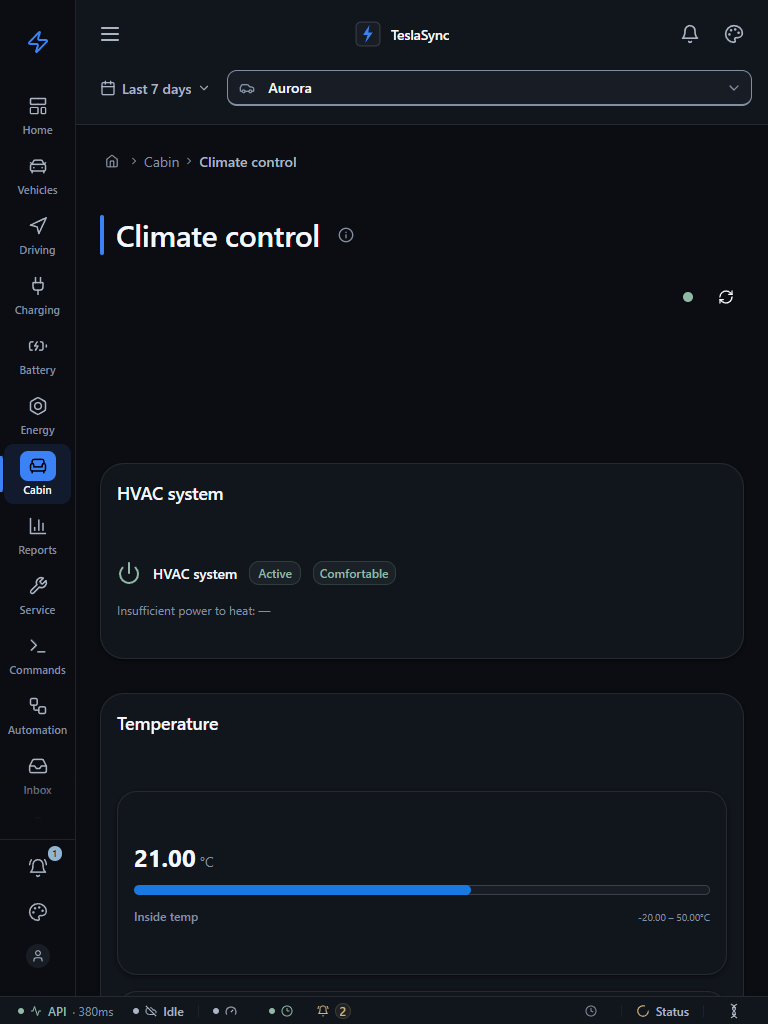 TeslaSync
Last 7 days
Aurora
Home
Vehicles
Driving
Charging
Battery
Energy
Cabin
Reports
Service
Commands
Automation
Inbox
1
Cabin
Climate control
Climate control
HVAC system
HVAC system
Active
Comfortable
Insufficient power to heat: —
Temperature
21.00 °C
Inside temp
-20.00 – 50.00°C
API · 380ms
Idle
2
Status